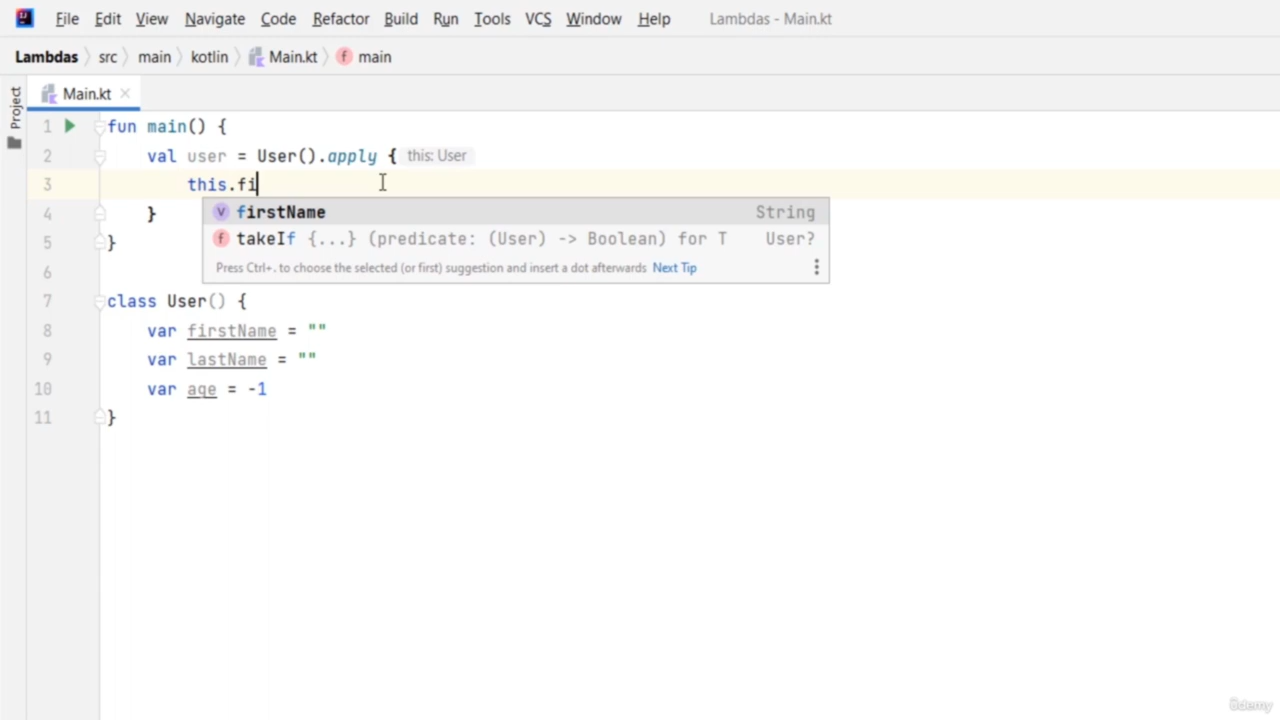 File Edit View Navigate Code Refactor Build Run Tools VCS Window Help Lambdas - Main.kt
Lambdas src main kotlin Main.kt f main
Project
Main.kt
1 fun main() {
2 val user = User().apply { this: User
3 this.fi
v firstName String
4 }
f takeIf {...} (predicate: (User) -> Boolean) for T User?
5 }
Press Ctrl+. to choose the selected (or first) suggestion and insert a dot afterwards Next Tip
6
7 class User() {
8 var firstName = ""
9 var lastName = ""
10 var age = -1
11 }
ûdemy